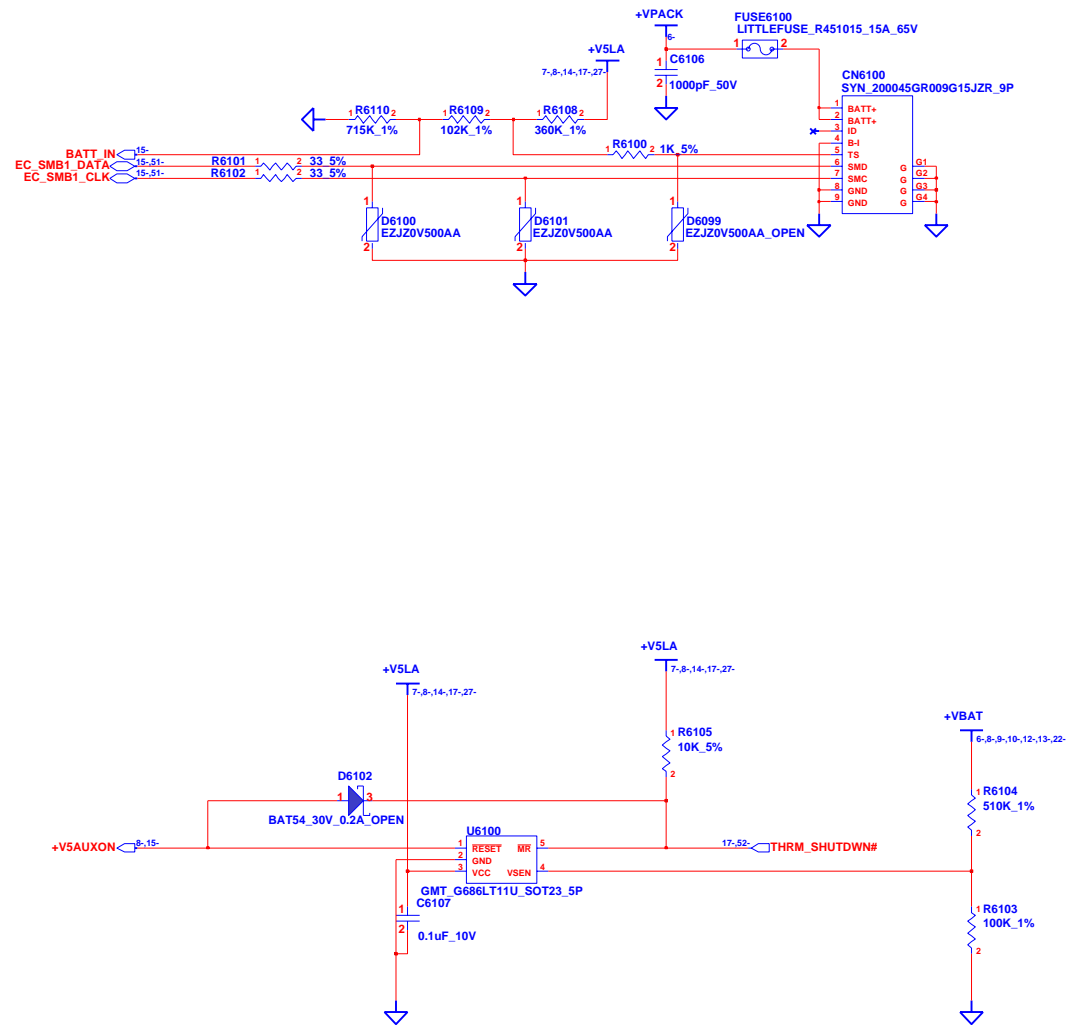 +VPACK
6-
FUSE6100
LITTLEFUSE_R451015_15A_65V
1
2
+V5LA
7-,8-,14-,17-,27-
1
C6106
2
1000pF_50V
CN6100
SYN_200045GR009G15JZR_9P
1 BATT+
2 BATT+
3 ID
4 B-I
5 TS
6 SMD
7 SMC
8 GND
9 GND
G G1
G G2
G G3
G G4
1 R6110 2
715K_1%
1 R6109 2
102K_1%
1 R6108 2
360K_1%
1 R6100 2 1K_5%
BATT_IN 15-
EC_SMB1_DATA 15-,51-
R6101 1 2 33_5%
EC_SMB1_CLK 15-,51-
R6102 1 2 33_5%
1
D6100
EZJZ0V500AA
2
1
D6101
EZJZ0V500AA
2
1
D6099
EZJZ0V500AA_OPEN
2
+V5LA
7-,8-,14-,17-,27-
+V5LA
7-,8-,14-,17-,27-
+VBAT
6-,8-,9-,10-,12-,13-,22-
1 R6105
10K_5%
2
1 R6104
510K_1%
2
D6102
1 3
BAT54_30V_0.2A_OPEN
+V5AUXON 8-,15-
U6100
1 RESET
2 GND
3 VCC
MR 5
VSEN 4
17-,52- THRM_SHUTDWN#
GMT_G686LT11U_SOT23_5P
C6107
1
2
0.1uF_10V
1 R6103
100K_1%
2